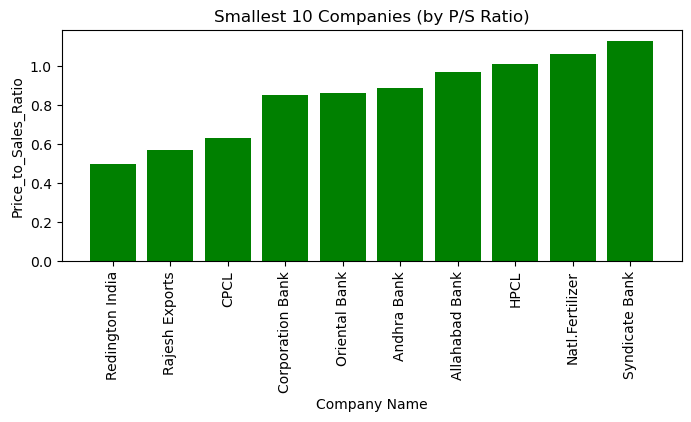 Smallest 10 Companies (by P/S Ratio)
Price_to_Sales_Ratio
1.0
0.8
0.6
0.4
0.2
0.0
Redington India
Rajesh Exports
CPCL
Corporation Bank
Oriental Bank
Andhra Bank
Allahabad Bank
HPCL
Natl.Fertilizer
Syndicate Bank
Company Name